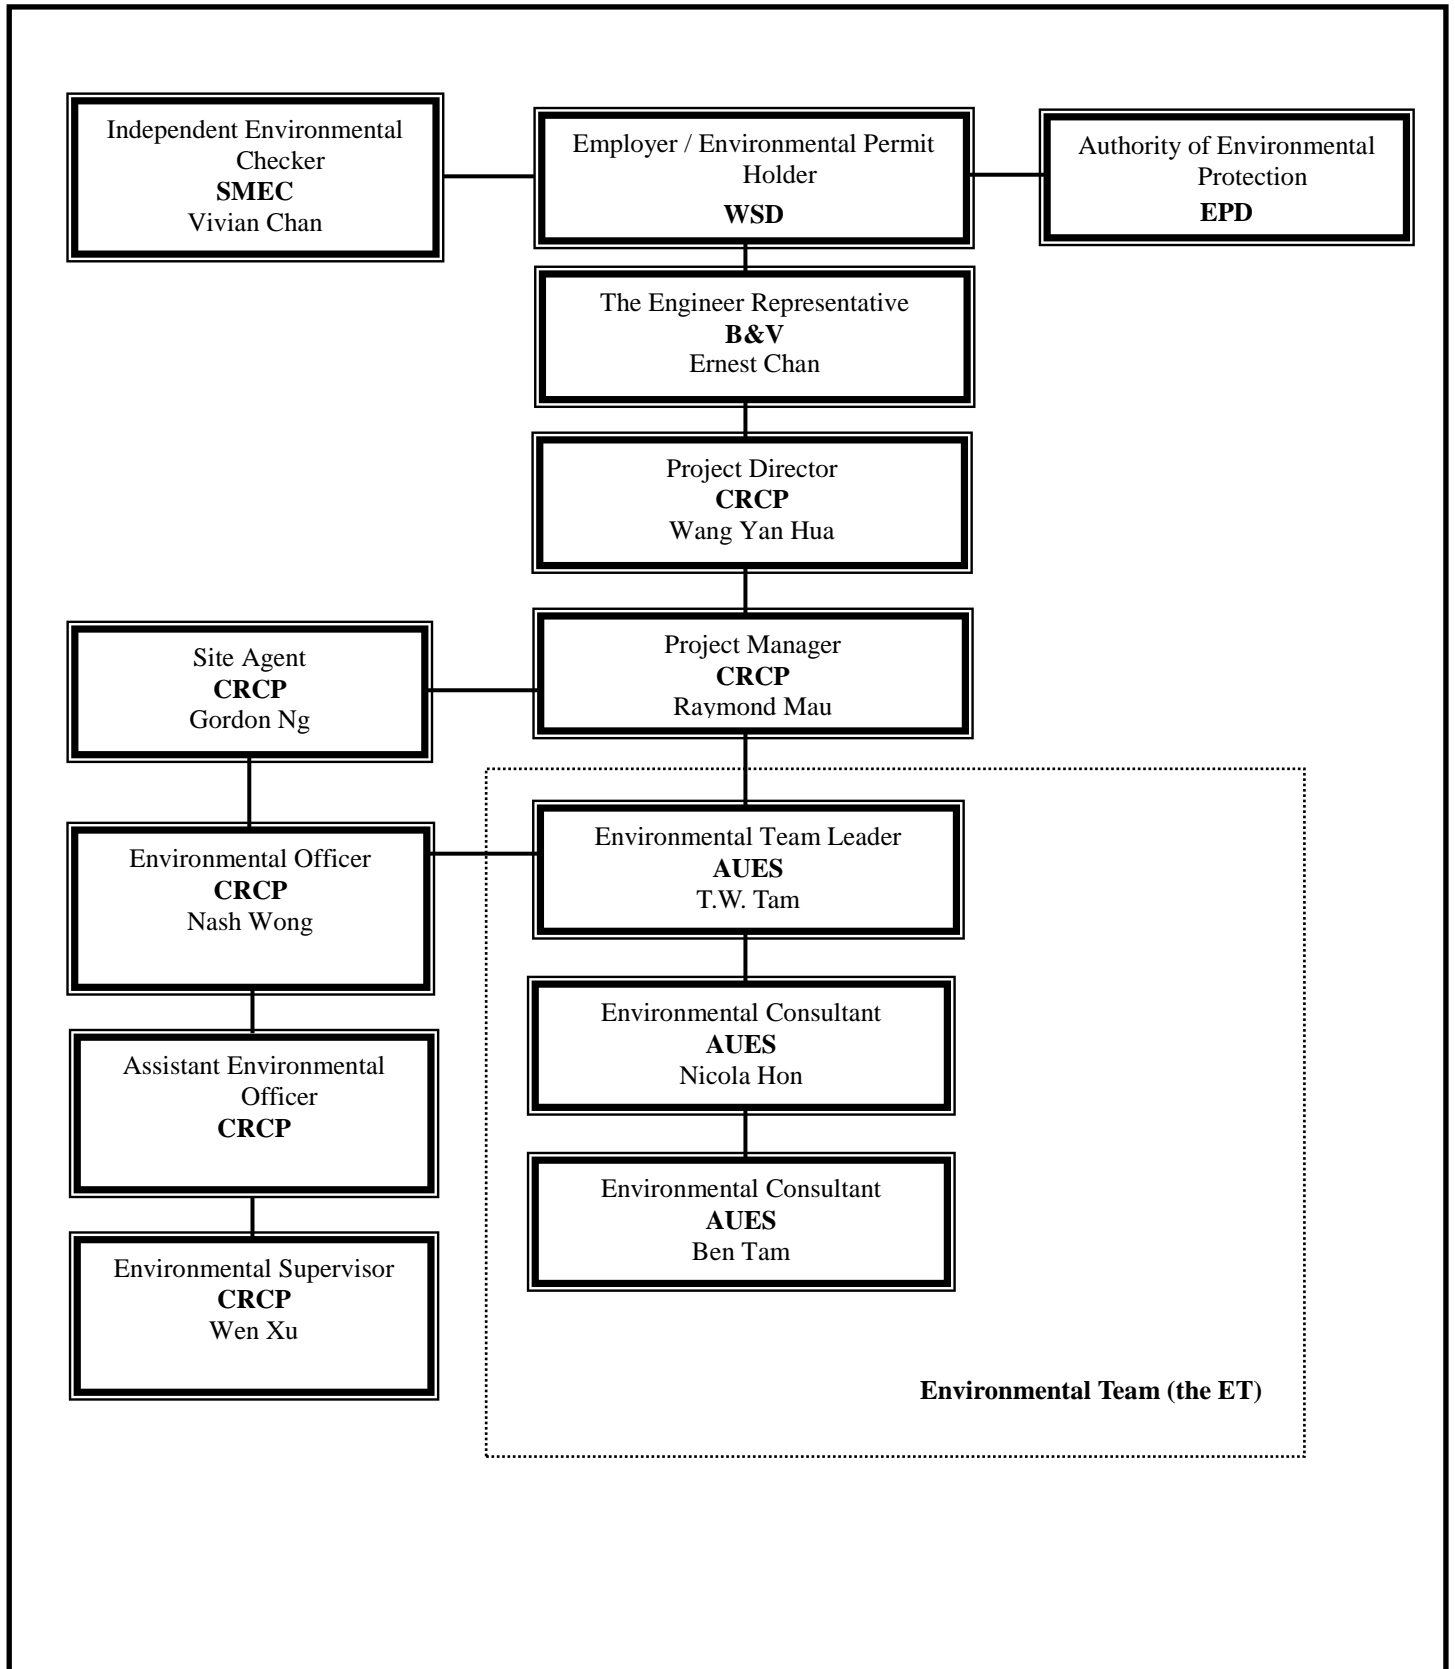 Independent Environmental
Checker
SMEC
Vivian Chan
Employer / Environmental Permit
Holder
WSD
Authority of Environmental
Protection
EPD
The Engineer Representative
B&V
Ernest Chan
Project Director
CRCP
Wang Yan Hua
Project Manager
CRCP
Raymond Mau
Site Agent
CRCP
Gordon Ng
Environmental Team Leader
AUES
T.W. Tam
Environmental Officer
CRCP
Nash Wong
Environmental Consultant
AUES
Nicola Hon
Assistant Environmental
Officer
CRCP
Environmental Consultant
AUES
Ben Tam
Environmental Supervisor
CRCP
Wen Xu
Environmental Team (the ET)